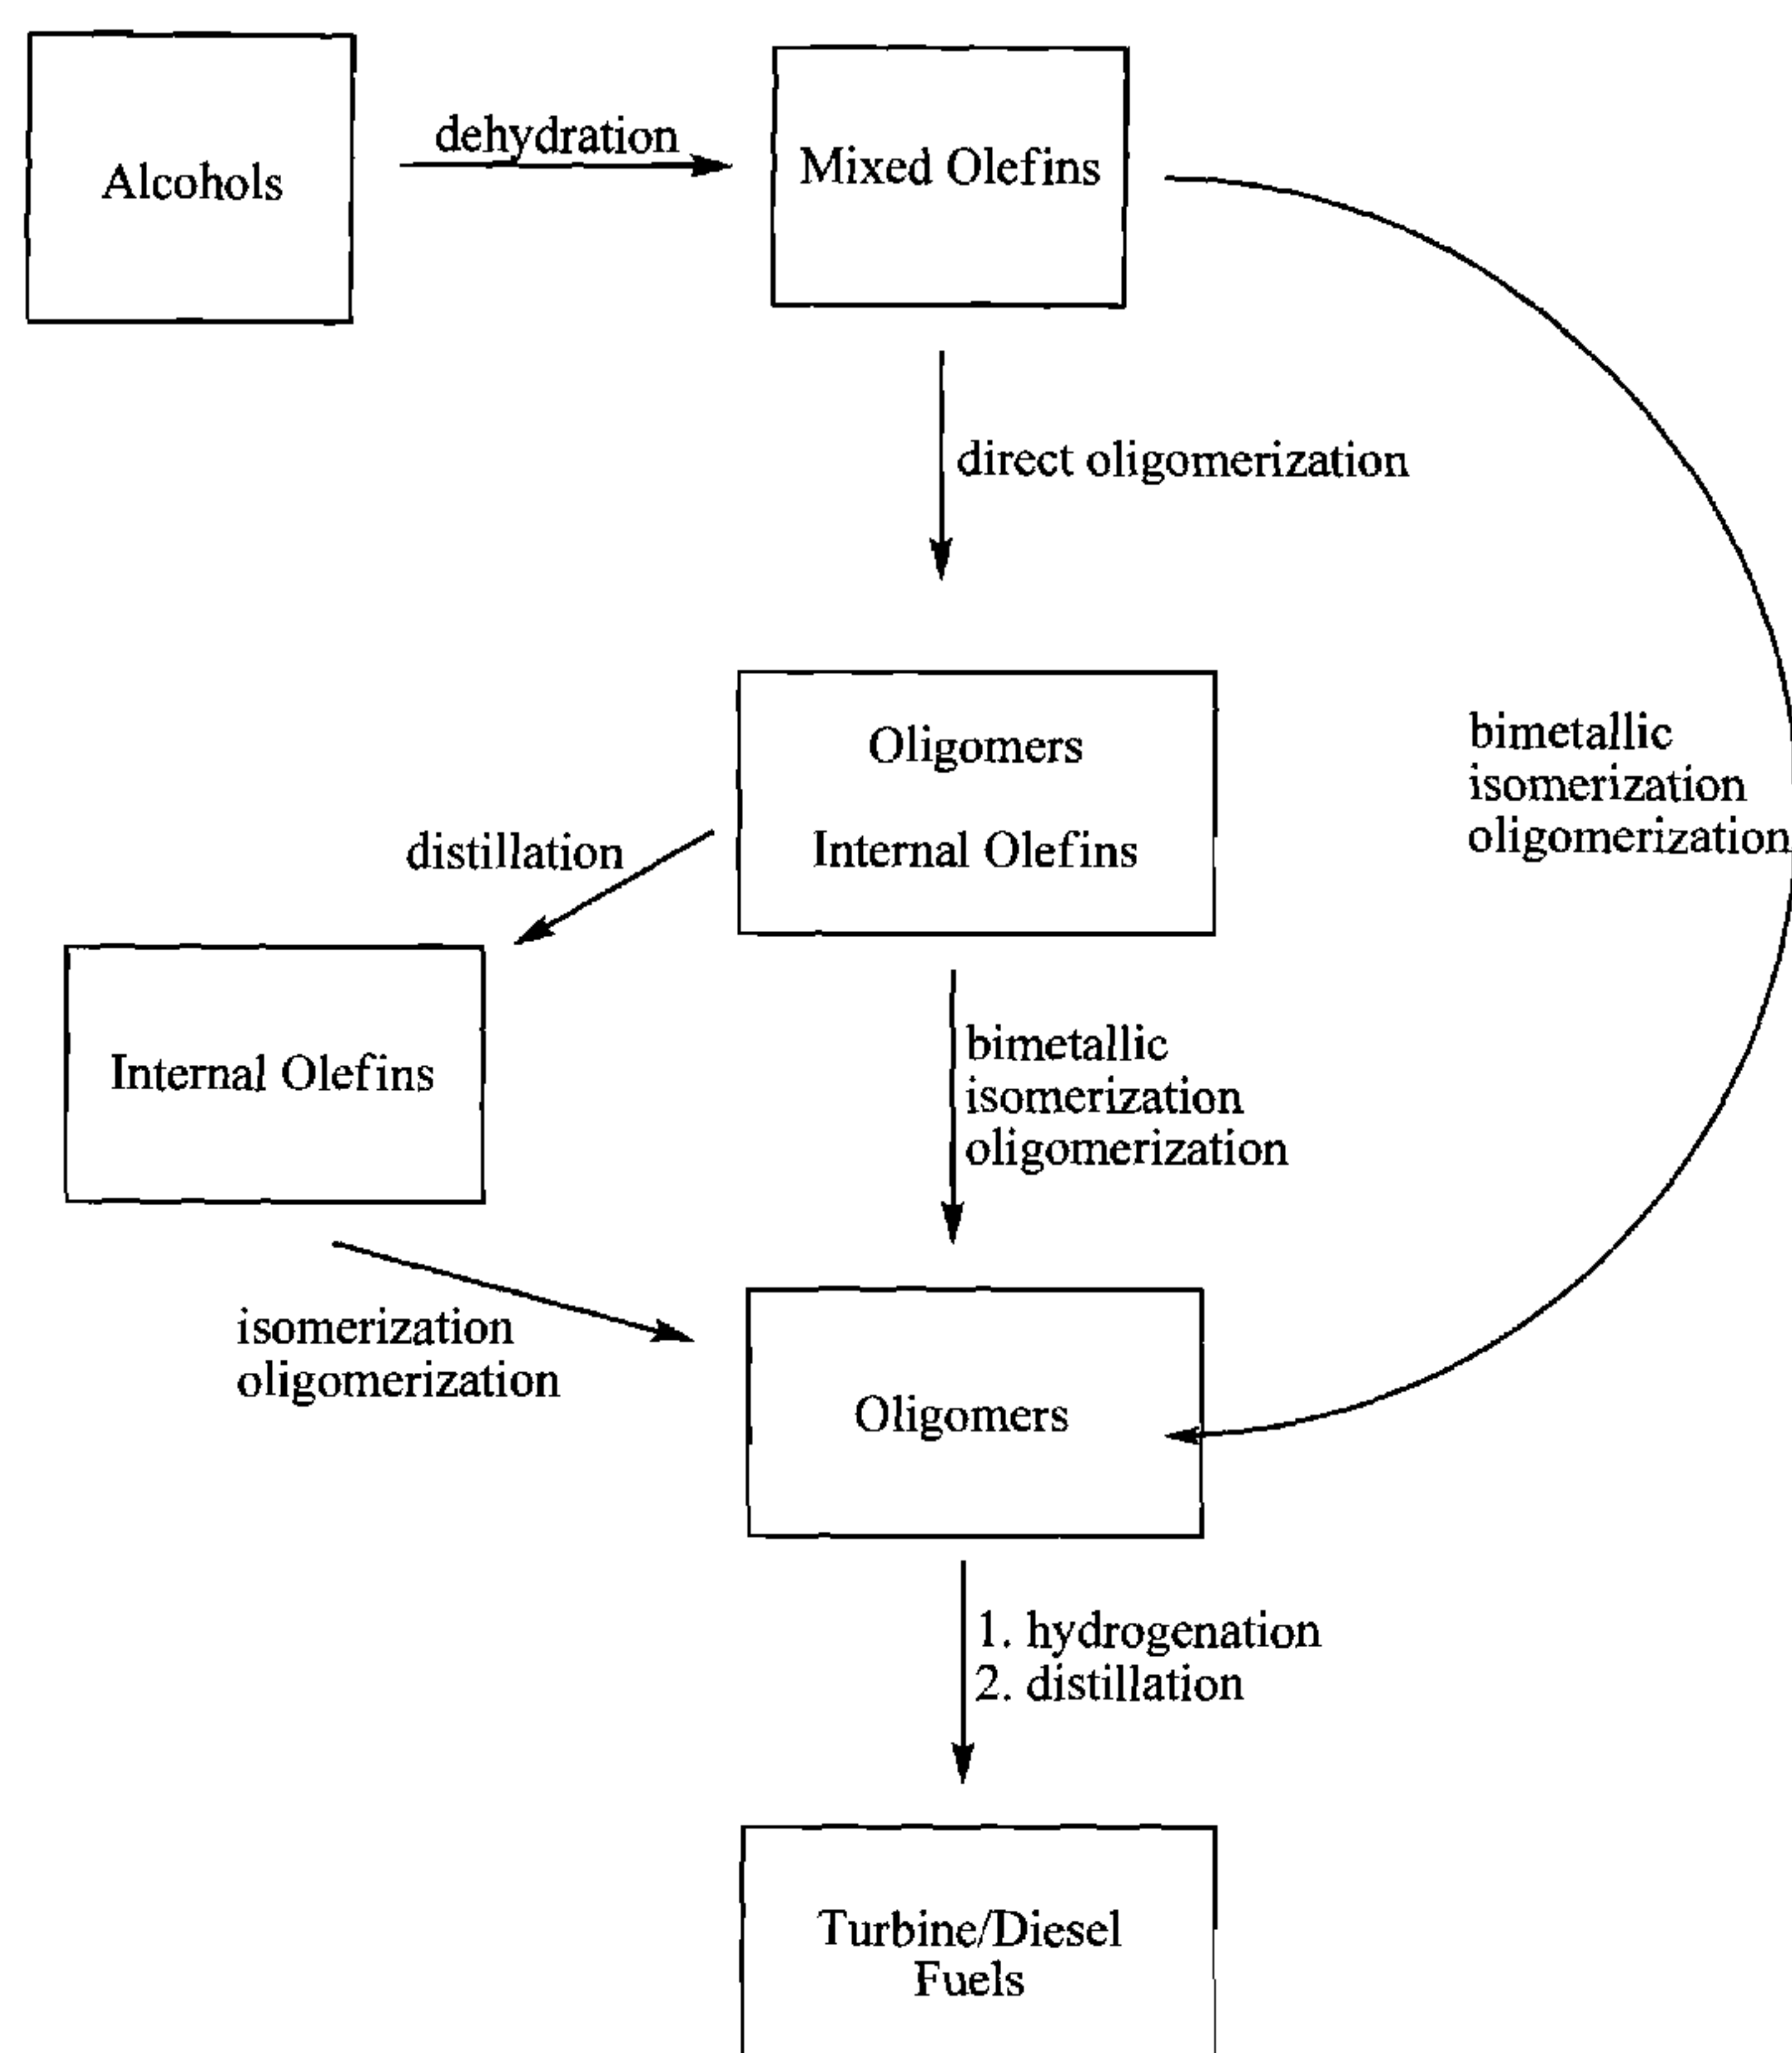 Alcohols
dehydration
Mixed Olefins
direct oligomerization
Oligomers
Internal Olefins
bimetallic
isomerization
oligomerization
distillation
Internal Olefins
bimetallic
isomerization
oligomerization
isomerization
oligomerization
Oligomers
1. hydrogenation
2. distillation
Turbine/Diesel
Fuels